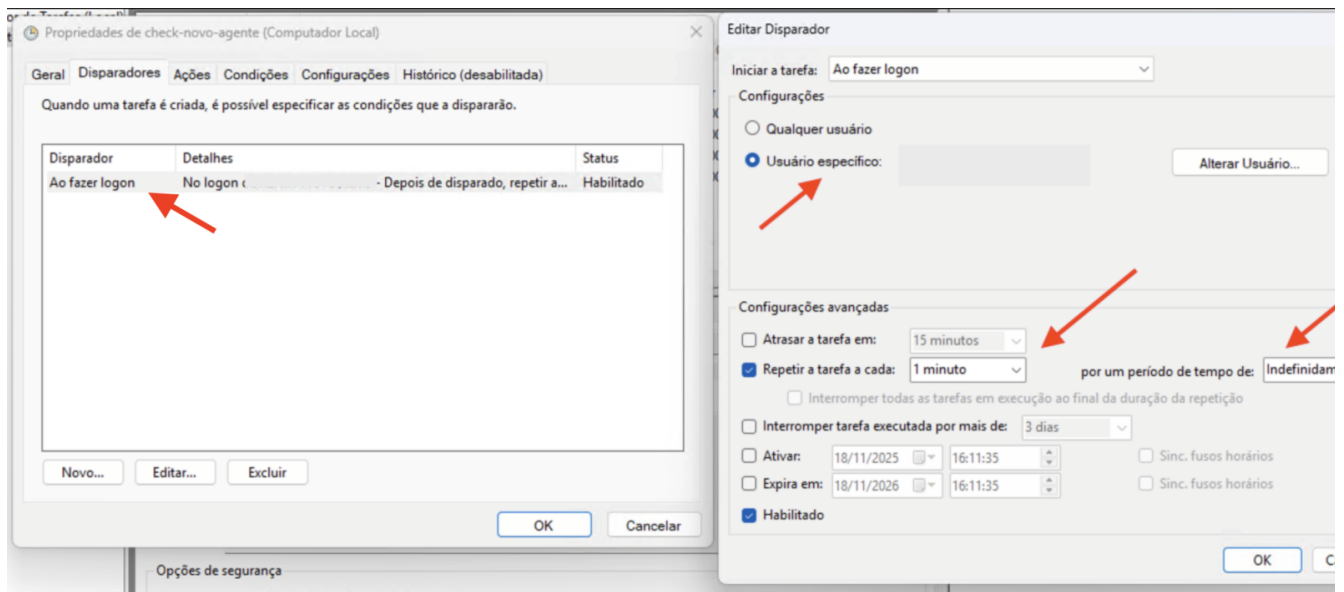 Propriedades de check-novo-agente (Computador Local)
Geral Disparadores Ações Condições Configurações Histórico (desabilitada)
Quando uma tarefa é criada, é possível especificar as condições que a dispararão.
Disparador Detalhes Status
Ao fazer logon No logon - Depois de disparado, repetir a... Habilitado
Novo... Editar... Excluir
OK Cancelar
Opções de segurança
Editar Disparador
Iniciar a tarefa: Ao fazer logon
Configurações
Qualquer usuário
Usuário específico: Alterar Usuário...
Configurações avançadas
Atrasar a tarefa em: 15 minutos
Repetir a tarefa a cada: 1 minuto por um período de tempo de: Indefinidam
Interromper todas as tarefas em execução ao final da duração da repetição
Interromper tarefa executada por mais de: 3 dias
Ativar: 18/11/2025 16:11:35 Sinc. fusos horários
Expira em: 18/11/2026 16:11:35 Sinc. fusos horários
Habilitado
OK